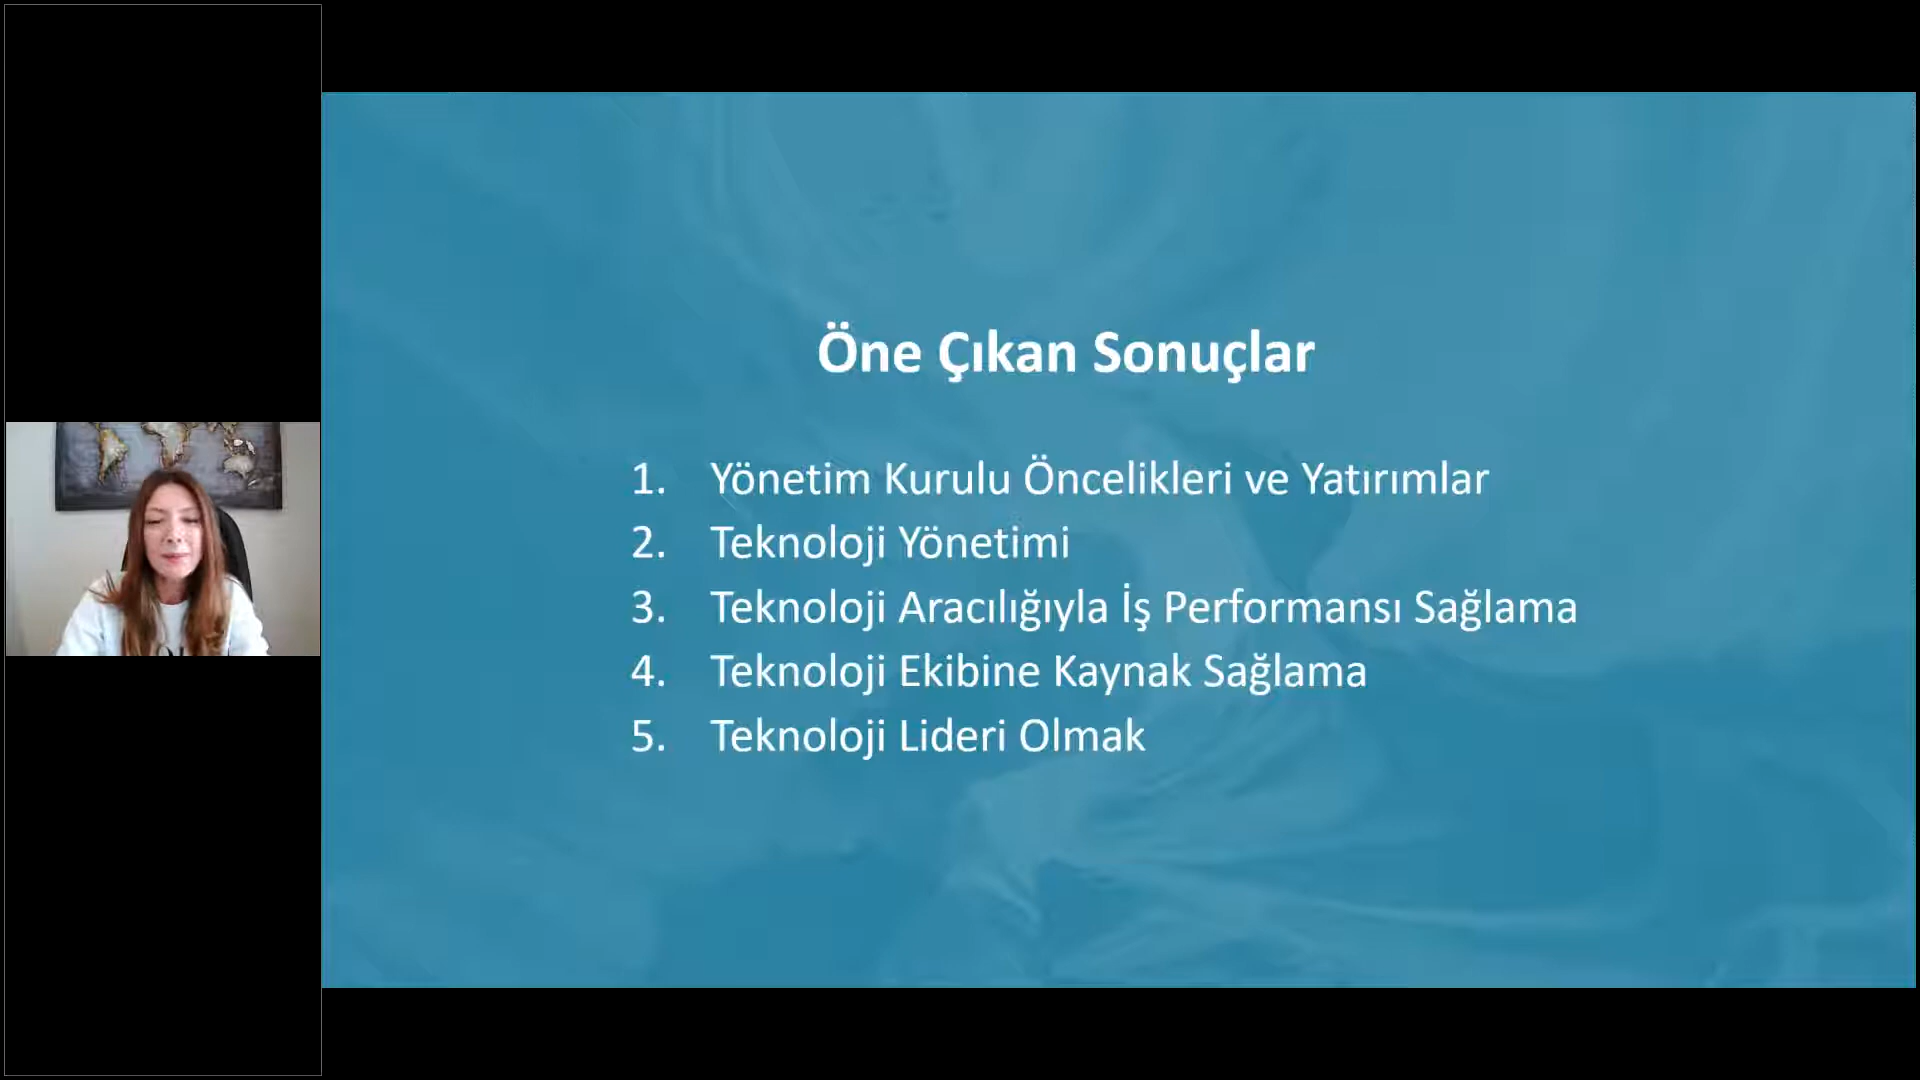 Öne Çıkan Sonuçlar
1. Yönetim Kurulu Öncelikleri ve Yatırımlar
2. Teknoloji Yönetimi
3. Teknoloji Aracılığıyla İş Performansı Sağlama
4. Teknoloji Ekibine Kaynak Sağlama
5. Teknoloji Lideri Olmak